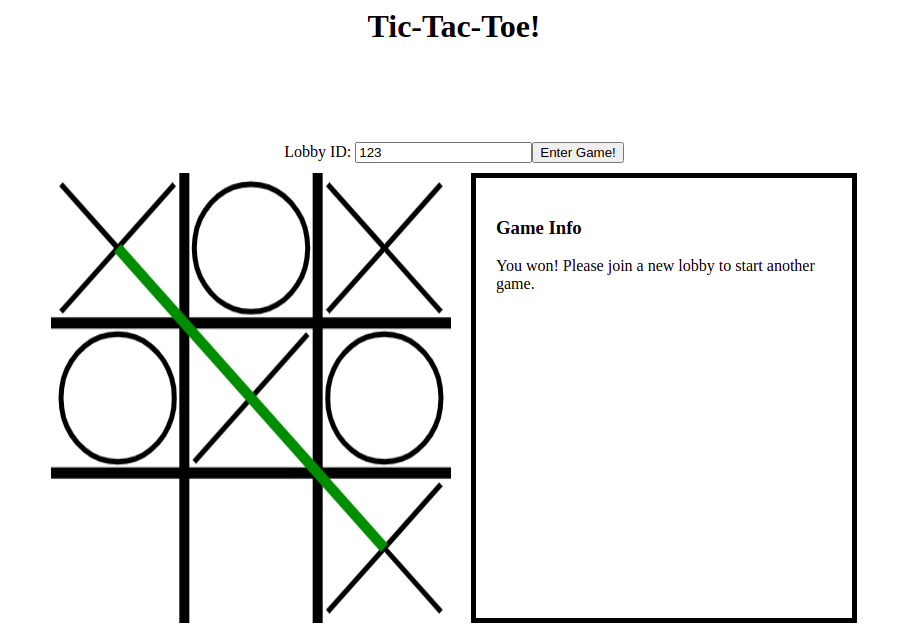 Tic-Tac-Toe!
Lobby ID: 123 Enter Game!
Game Info
You won! Please join a new lobby to start another
game.